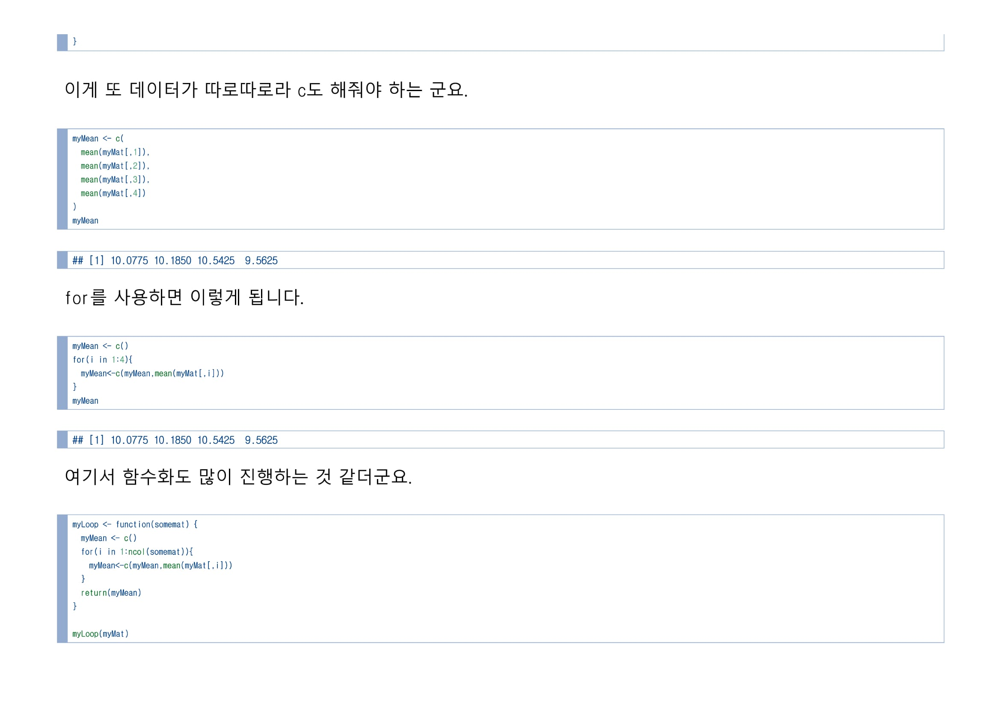 }
이게 또 데이터가 따로따로라 c도 해줘야 하는 군요.
myMean <- c(
  mean(myMat[,1]),
  mean(myMat[,2]),
  mean(myMat[,3]),
  mean(myMat[,4])
)
myMean
## [1] 10.0775 10.1850 10.5425  9.5625
for를 사용하면 이렇게 됩니다.
myMean <- c()
for(i in 1:4){
  myMean<-c(myMean,mean(myMat[,i]))
}
myMean
## [1] 10.0775 10.1850 10.5425  9.5625
여기서 함수화도 많이 진행하는 것 같더군요.
myLoop <- function(somemat) {
  myMean <- c()
  for(i in 1:ncol(somemat)){
    myMean<-c(myMean,mean(myMat[,i]))
  }
  return(myMean)
}
myLoop(myMat)